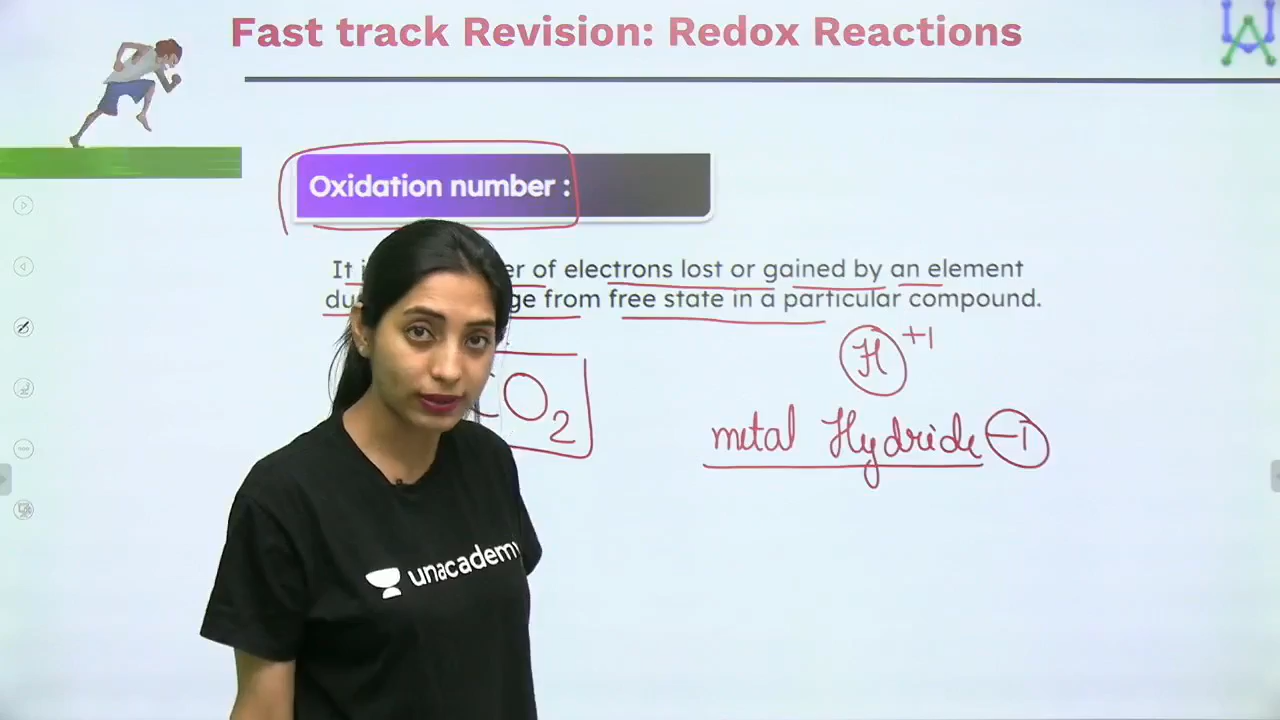 Fast track Revision: Redox Reactions
Oxidation number :
It of electrons lost or gained by an element
from free state in a particular compound.
H +1
O2
metal Hydride -1
unacademy